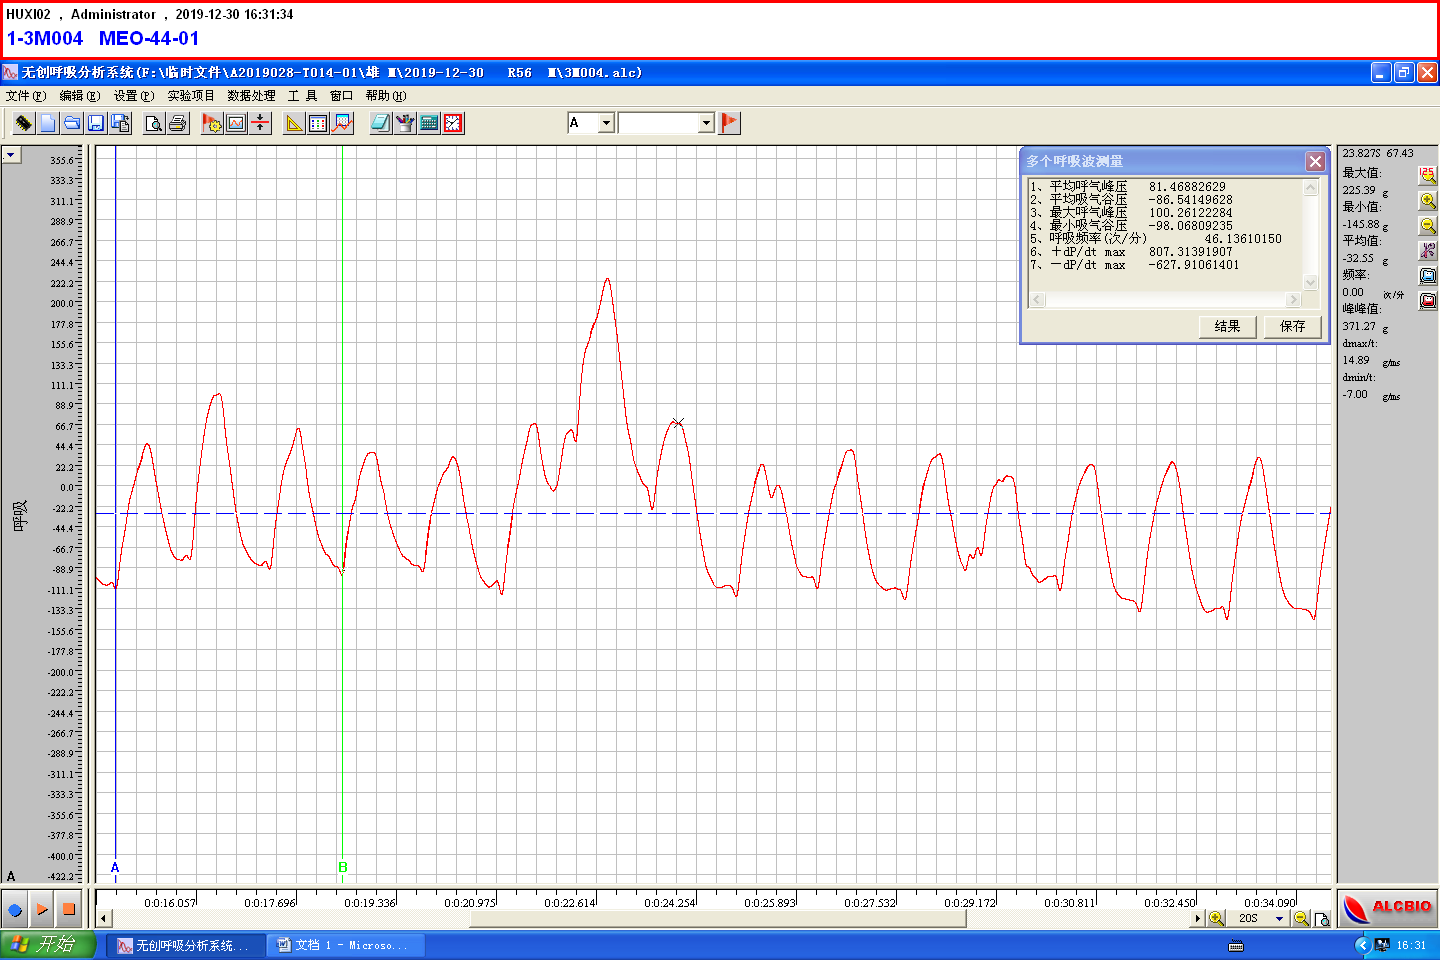 HUXI02 , Administrator , 2019-12-30 16:31:34
1-3M004 MEO-44-01
无创呼吸分析系统(F:\临时文件\A2019028-T014-01\雄 M\2019-12-30 R56 M\3M004.alc)
文件(F) 编辑(E) 设置(P) 实验项目 数据处理 工 具 窗口 帮助(H)
A
355.6
333.3
311.1
288.9
266.7
244.4
222.2
200.0
177.8
155.6
133.3
111.1
88.9
66.7
44.4
22.2
0.0
-22.2
-44.4
-66.7
-88.9
-111.1
-133.3
-155.6
-177.8
-200.0
-222.2
-244.4
-266.7
-288.9
-311.1
-333.3
-355.6
-377.8
-400.0
-422.2
呼吸
A
A
B
多个呼吸波测量
1、平均呼气峰压 81.46882629
2、平均吸气谷压 -86.54149628
3、最大呼气峰压 100.26122284
4、最小吸气谷压 -98.06809235
5、呼吸频率(次/分) 46.13610150
6、＋dP/dt max 807.31391907
7、－dP/dt max -627.91061401
结果 保存
23.827S 67.43
最大值:
225.39 g
最小值:
-145.88 g
平均值:
-32.55 g
频率:
0.00 次/分
峰峰值:
371.27 g
dmax/t:
14.89 g/ms
dmin/t:
-7.00 g/ms
125
0:0:16.057 0:0:17.696 0:0:19.336 0:0:20.975 0:0:22.614 0:0:24.254 0:0:25.893 0:0:27.532 0:0:29.172 0:0:30.811 0:0:32.450 0:0:34.090
20S
ALCBIO
开始 无创呼吸分析系统... 文档 1 - Microso... 16:31